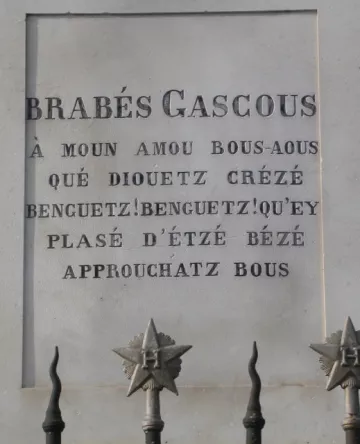 BRABÉS GASCOUS
À MOUN AMOU BOUS-AOUS
QUÉ DIOUETZ CRÉZÉ
BENGUETZ! BENGUETZ! QU'EY
PLASÉ D'ÉTZÉ BÉZÉ
APPROUCHATZ BOUS
H
H